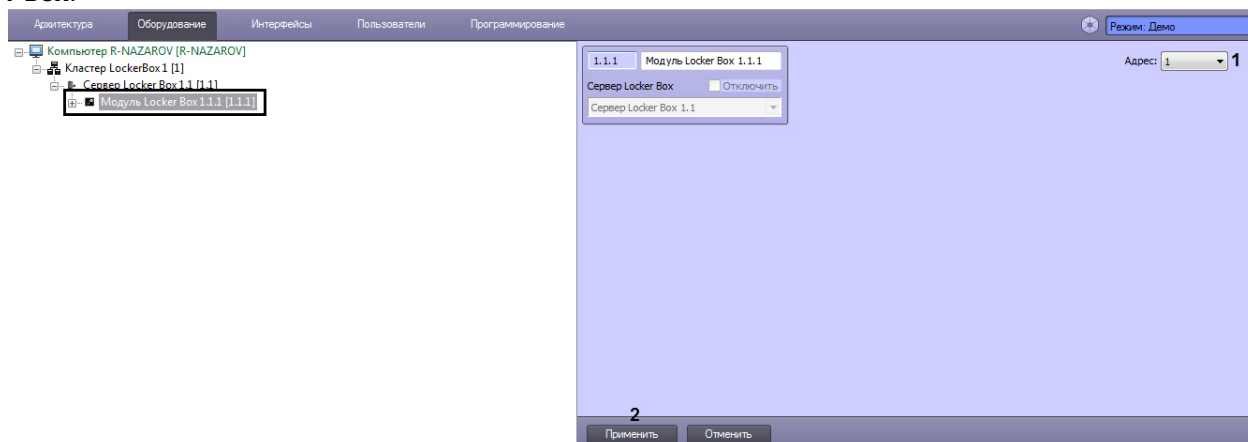 Архитектура Оборудование Интерфейсы Пользователи Программирование Режим: Демо
Компьютер R-NAZAROV [R-NAZAROV]
Кластер LockerBox 1 [1]
Сервер Locker Box 1.1 [1.1]
Модуль Locker Box 1.1.1 [1.1.1]
1.1.1 Модуль Locker Box 1.1.1
Сервер Locker Box Отключить
Сервер Locker Box 1.1
Адрес: 1 1
2
Применить Отменить